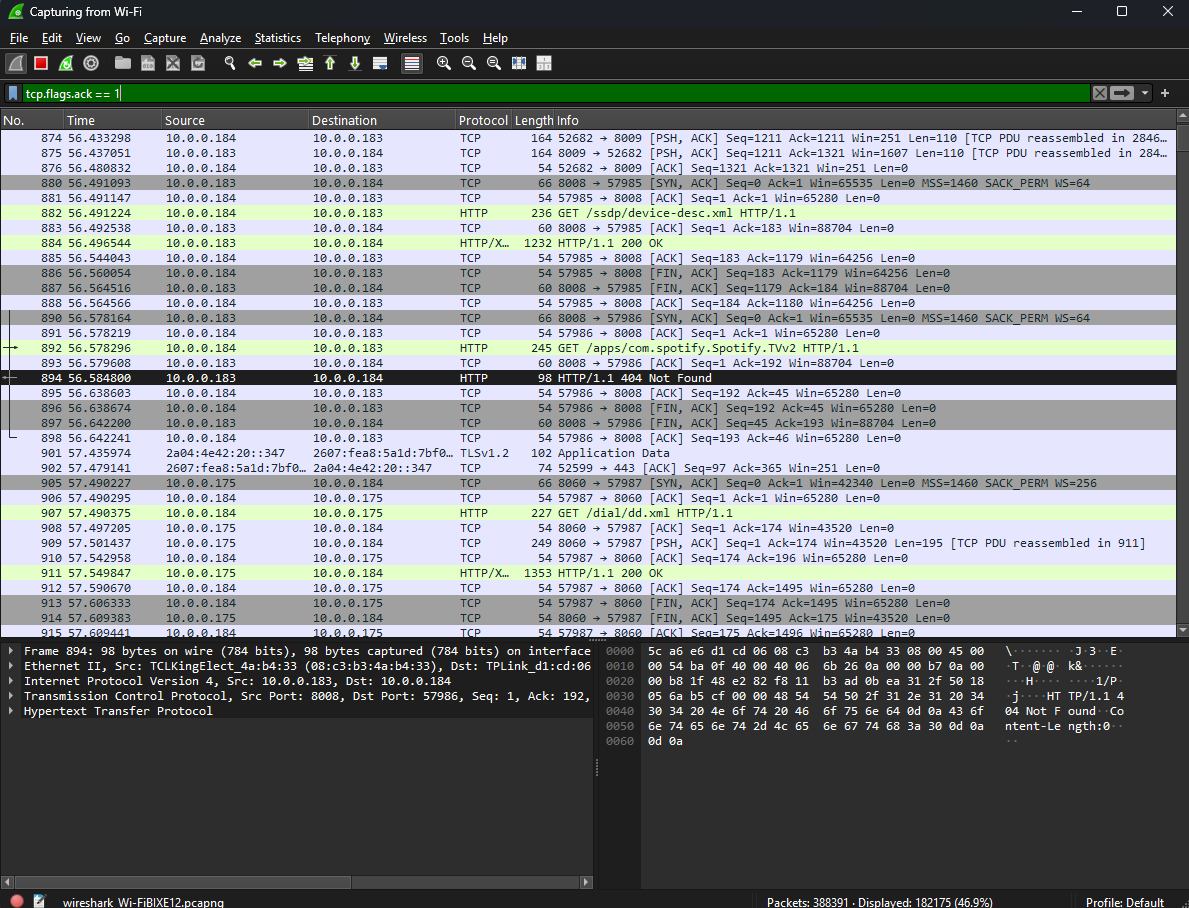 Capturing from Wi-Fi
File Edit View Go Capture Analyze Statistics Telephony Wireless Tools Help
tcp.flags.ack == 1
No. Time Source Destination Protocol Length Info
874 56.433298 10.0.0.184 10.0.0.183 TCP 164 52682 → 8009 [PSH, ACK] Seq=1211 Ack=1211 Win=251 Len=110 [TCP PDU reassembled in 2846…
875 56.437051 10.0.0.183 10.0.0.184 TCP 164 8009 → 52682 [PSH, ACK] Seq=1211 Ack=1321 Win=1607 Len=110 [TCP PDU reassembled in 284…
876 56.480832 10.0.0.184 10.0.0.183 TCP 54 52682 → 8009 [ACK] Seq=1321 Ack=1321 Win=251 Len=0
880 56.491093 10.0.0.183 10.0.0.184 TCP 66 8008 → 57985 [SYN, ACK] Seq=0 Ack=1 Win=65535 Len=0 MSS=1460 SACK_PERM WS=64
881 56.491147 10.0.0.184 10.0.0.183 TCP 54 57985 → 8008 [ACK] Seq=1 Ack=1 Win=65280 Len=0
882 56.491224 10.0.0.184 10.0.0.183 HTTP 236 GET /ssdp/device-desc.xml HTTP/1.1
883 56.492538 10.0.0.183 10.0.0.184 TCP 60 8008 → 57985 [ACK] Seq=1 Ack=183 Win=88704 Len=0
884 56.496544 10.0.0.183 10.0.0.184 HTTP/X… 1232 HTTP/1.1 200 OK
885 56.544043 10.0.0.184 10.0.0.183 TCP 54 57985 → 8008 [ACK] Seq=183 Ack=1179 Win=64256 Len=0
886 56.560054 10.0.0.184 10.0.0.183 TCP 54 57985 → 8008 [FIN, ACK] Seq=183 Ack=1179 Win=64256 Len=0
887 56.564516 10.0.0.183 10.0.0.184 TCP 60 8008 → 57985 [FIN, ACK] Seq=1179 Ack=184 Win=88704 Len=0
888 56.564566 10.0.0.184 10.0.0.183 TCP 54 57985 → 8008 [ACK] Seq=184 Ack=1180 Win=64256 Len=0
890 56.578164 10.0.0.183 10.0.0.184 TCP 66 8008 → 57986 [SYN, ACK] Seq=0 Ack=1 Win=65535 Len=0 MSS=1460 SACK_PERM WS=64
891 56.578219 10.0.0.184 10.0.0.183 TCP 54 57986 → 8008 [ACK] Seq=1 Ack=1 Win=65280 Len=0
892 56.578296 10.0.0.184 10.0.0.183 HTTP 245 GET /apps/com.spotify.Spotify.TVv2 HTTP/1.1
893 56.579608 10.0.0.183 10.0.0.184 TCP 60 8008 → 57986 [ACK] Seq=1 Ack=192 Win=88704 Len=0
894 56.584800 10.0.0.183 10.0.0.184 HTTP 98 HTTP/1.1 404 Not Found
895 56.638603 10.0.0.184 10.0.0.183 TCP 54 57986 → 8008 [ACK] Seq=192 Ack=45 Win=65280 Len=0
896 56.638674 10.0.0.184 10.0.0.183 TCP 54 57986 → 8008 [FIN, ACK] Seq=192 Ack=45 Win=65280 Len=0
897 56.642200 10.0.0.183 10.0.0.184 TCP 60 8008 → 57986 [FIN, ACK] Seq=45 Ack=193 Win=88704 Len=0
898 56.642241 10.0.0.184 10.0.0.183 TCP 54 57986 → 8008 [ACK] Seq=193 Ack=46 Win=65280 Len=0
901 57.435974 2a04:4e42:20::347 2607:fea8:5a1d:7bf0… TLSv1.2 102 Application Data
902 57.479141 2607:fea8:5a1d:7bf0… 2a04:4e42:20::347 TCP 74 52599 → 443 [ACK] Seq=97 Ack=365 Win=251 Len=0
905 57.490227 10.0.0.175 10.0.0.184 TCP 66 8060 → 57987 [SYN, ACK] Seq=0 Ack=1 Win=42340 Len=0 MSS=1460 SACK_PERM WS=256
906 57.490295 10.0.0.184 10.0.0.175 TCP 54 57987 → 8060 [ACK] Seq=1 Ack=1 Win=65280 Len=0
907 57.490375 10.0.0.184 10.0.0.175 HTTP 227 GET /dial/dd.xml HTTP/1.1
908 57.497205 10.0.0.175 10.0.0.184 TCP 54 8060 → 57987 [ACK] Seq=1 Ack=174 Win=43520 Len=0
909 57.501437 10.0.0.175 10.0.0.184 TCP 249 8060 → 57987 [PSH, ACK] Seq=1 Ack=174 Win=43520 Len=195 [TCP PDU reassembled in 911]
910 57.542958 10.0.0.184 10.0.0.175 TCP 54 57987 → 8060 [ACK] Seq=174 Ack=196 Win=65280 Len=0
911 57.549847 10.0.0.175 10.0.0.184 HTTP/X… 1353 HTTP/1.1 200 OK
912 57.590670 10.0.0.184 10.0.0.175 TCP 54 57987 → 8060 [ACK] Seq=174 Ack=1495 Win=65280 Len=0
913 57.606333 10.0.0.184 10.0.0.175 TCP 54 57987 → 8060 [FIN, ACK] Seq=174 Ack=1495 Win=65280 Len=0
914 57.609383 10.0.0.175 10.0.0.184 TCP 54 8060 → 57987 [FIN, ACK] Seq=1495 Ack=175 Win=43520 Len=0
915 57.609441 10.0.0.184 10.0.0.175 TCP 54 57987 → 8060 [ACK] Seq=175 Ack=1496 Win=65280 Len=0
Frame 894: 98 bytes on wire (784 bits), 98 bytes captured (784 bits) on interface
Ethernet II, Src: TCLKingElect_4a:b4:33 (08:c3:b3:4a:b4:33), Dst: TPLink_d1:cd:06
Internet Protocol Version 4, Src: 10.0.0.183, Dst: 10.0.0.184
Transmission Control Protocol, Src Port: 8008, Dst Port: 57986, Seq: 1, Ack: 192,
Hypertext Transfer Protocol
0000 5c a6 e6 d1 cd 06 08 c3 b3 4a b4 33 08 00 45 00 \······· ·J·3··E·
0010 00 54 ba 0f 40 00 40 06 6b 26 0a 00 00 b7 0a 00 ·T··@·@· k&······
0020 00 b8 1f 48 e2 82 f8 11 b3 ad 0b ea 31 2f 50 18 ···H···· ····1/P·
0030 05 6a b5 cf 00 00 48 54 54 50 2f 31 2e 31 20 34 ·j····HT TP/1.1 4
0040 30 34 20 4e 6f 74 20 46 6f 75 6e 64 0d 0a 43 6f 04 Not F ound··Co
0050 6e 74 65 6e 74 2d 4c 65 6e 67 74 68 3a 30 0d 0a ntent-Le ngth:0··
0060 0d 0a ··
wireshark_Wi-FiBIXE12.pcapng
Packets: 388391 · Displayed: 182175 (46.9%)
Profile: Default